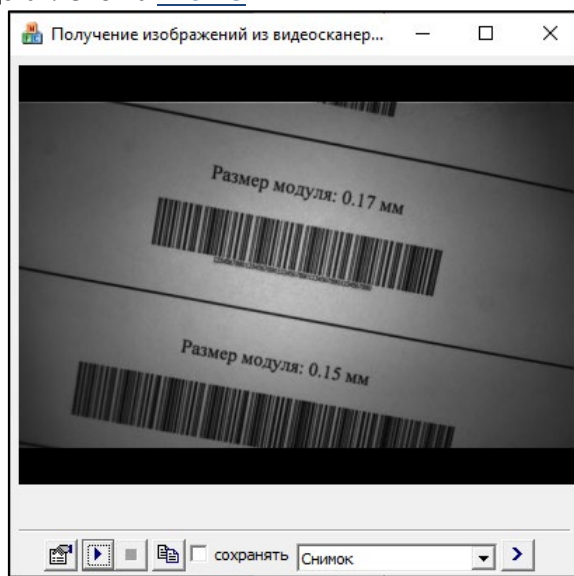 Получение изображений из видеосканер...
Размер модуля: 0.17 мм
Размер модуля: 0.15 мм
сохранять
Снимок